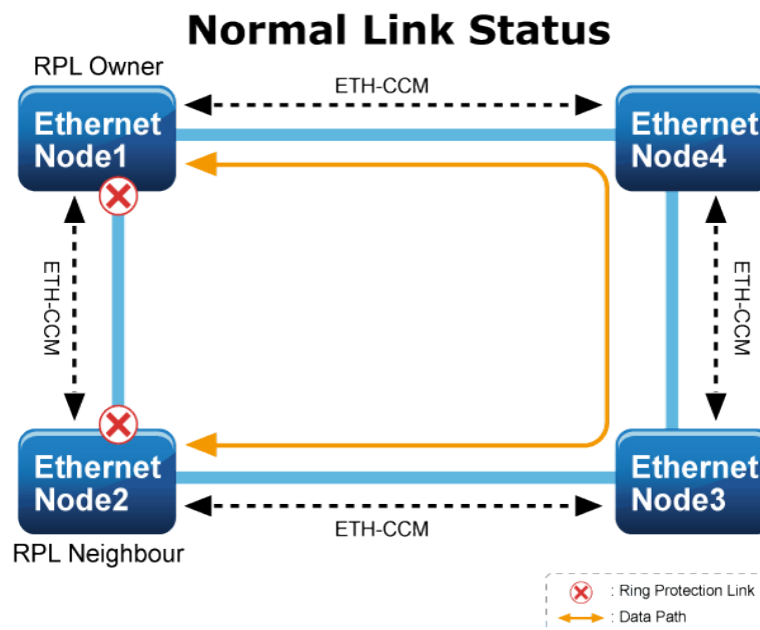 Normal Link Status
RPL Owner
ETH-CCM
Ethernet
Node1
Ethernet
Node4
ETH-CCM
ETH-CCM
Ethernet
Node2
Ethernet
Node3
ETH-CCM
RPL Neighbour
: Ring Protection Link
: Data Path